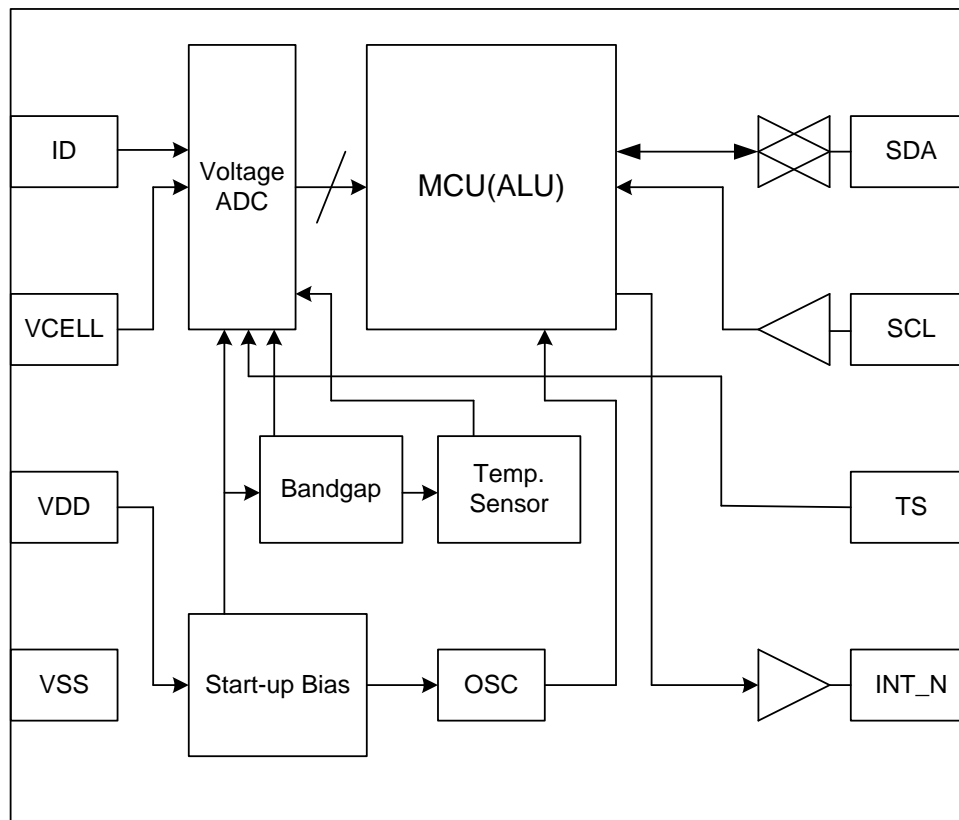 ID
Voltage
ADC
MCU(ALU)
SDA
VCELL
SCL
VDD
Bandgap
Temp.
Sensor
TS
VSS
Start-up Bias
OSC
INT_N